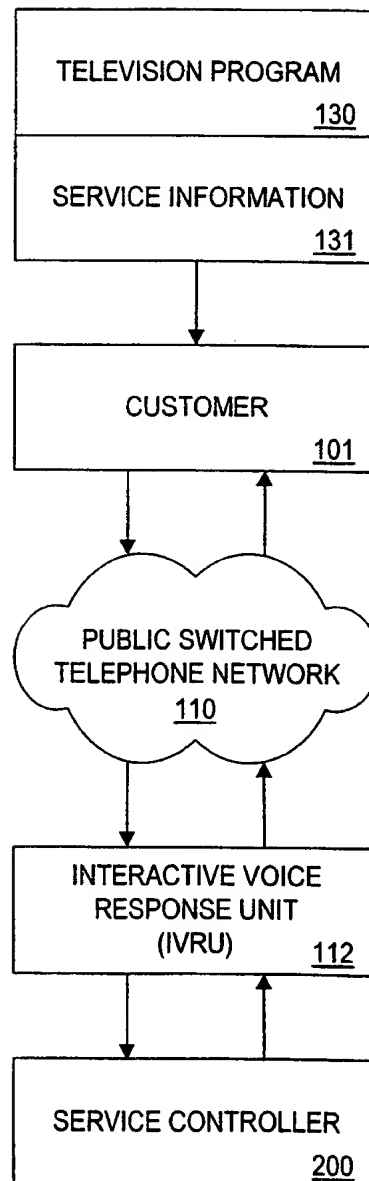 TELEVISION PROGRAM
130
SERVICE INFORMATION
131
CUSTOMER
101
PUBLIC SWITCHED
TELEPHONE NETWORK
110
INTERACTIVE VOICE
RESPONSE UNIT
(IVRU)
112
SERVICE CONTROLLER
200